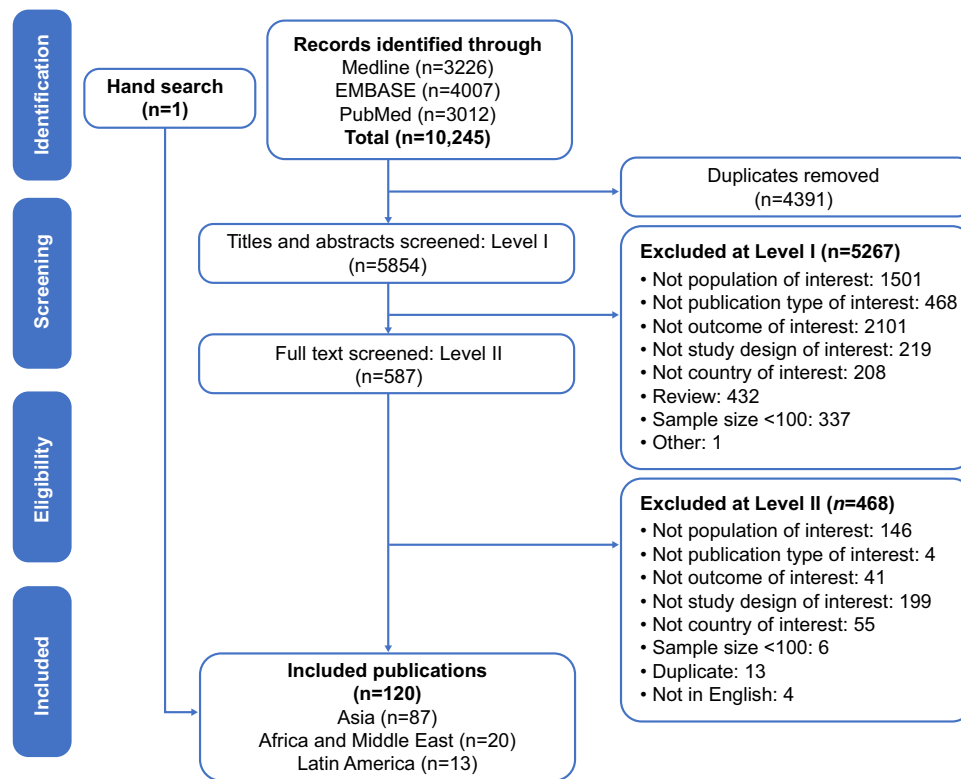 Identification
Hand search
(n=1)
Records identified through
Medline (n=3226)
EMBASE (n=4007)
PubMed (n=3012)
Total (n=10,245)
Duplicates removed
(n=4391)
Screening
Titles and abstracts screened: Level I
(n=5854)
Excluded at Level I (n=5267)
• Not population of interest: 1501
• Not publication type of interest: 468
• Not outcome of interest: 2101
• Not study design of interest: 219
• Not country of interest: 208
• Review: 432
• Sample size <100: 337
• Other: 1
Full text screened: Level II
(n=587)
Eligibility
Excluded at Level II (n=468)
• Not population of interest: 146
• Not publication type of interest: 4
• Not outcome of interest: 41
• Not study design of interest: 199
• Not country of interest: 55
• Sample size <100: 6
• Duplicate: 13
• Not in English: 4
Included
Included publications
(n=120)
Asia (n=87)
Africa and Middle East (n=20)
Latin America (n=13)